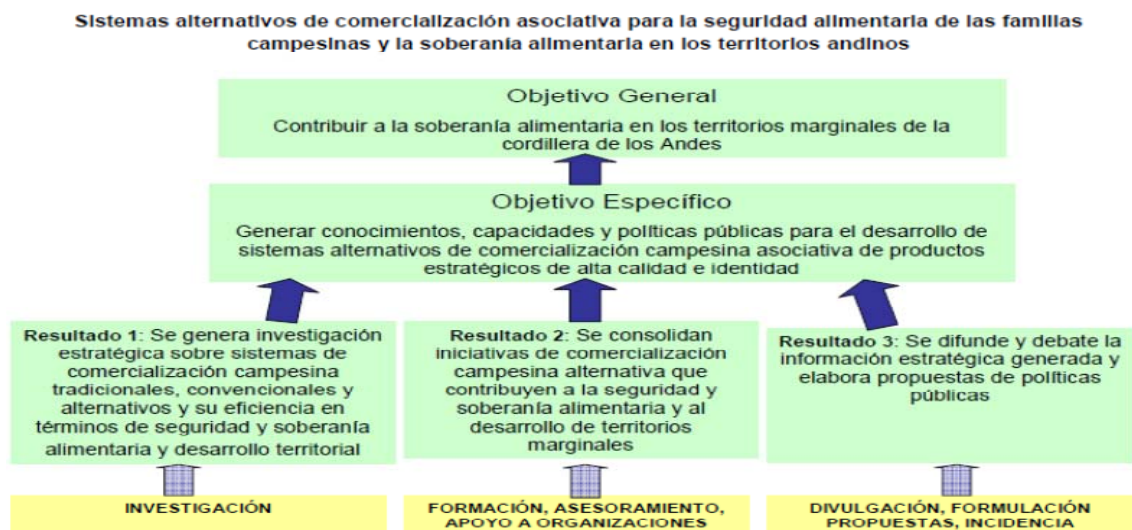 Sistemas alternativos de comercialización asociativa para la seguridad alimentaria de las familias
campesinas y la soberanía alimentaria en los territorios andinos
Objetivo General
Contribuir a la soberanía alimentaria en los territorios marginales de la
cordillera de los Andes
Objetivo Específico
Generar conocimientos, capacidades y políticas públicas para el desarrollo de
sistemas alternativos de comercialización campesina asociativa de productos
estratégicos de alta calidad e identidad
Resultado 1: Se genera investigación
estratégica sobre sistemas de
comercialización campesina
tradicionales, convencionales y
alternativos y su eficiencia en
términos de seguridad y soberanía
alimentaria y desarrollo territorial
Resultado 2: Se consolidan
iniciativas de comercialización
campesina alternativa que
contribuyen a la seguridad y
soberanía alimentaria y al
desarrollo de territorios
marginales
Resultado 3: Se difunde y debate la
información estratégica generada y
elabora propuestas de políticas
públicas
INVESTIGACIÓN
FORMACIÓN, ASESORAMIENTO,
APOYO A ORGANIZACIONES
DIVULGACIÓN, FORMULACIÓN
PROPUESTAS, INCIDENCIA